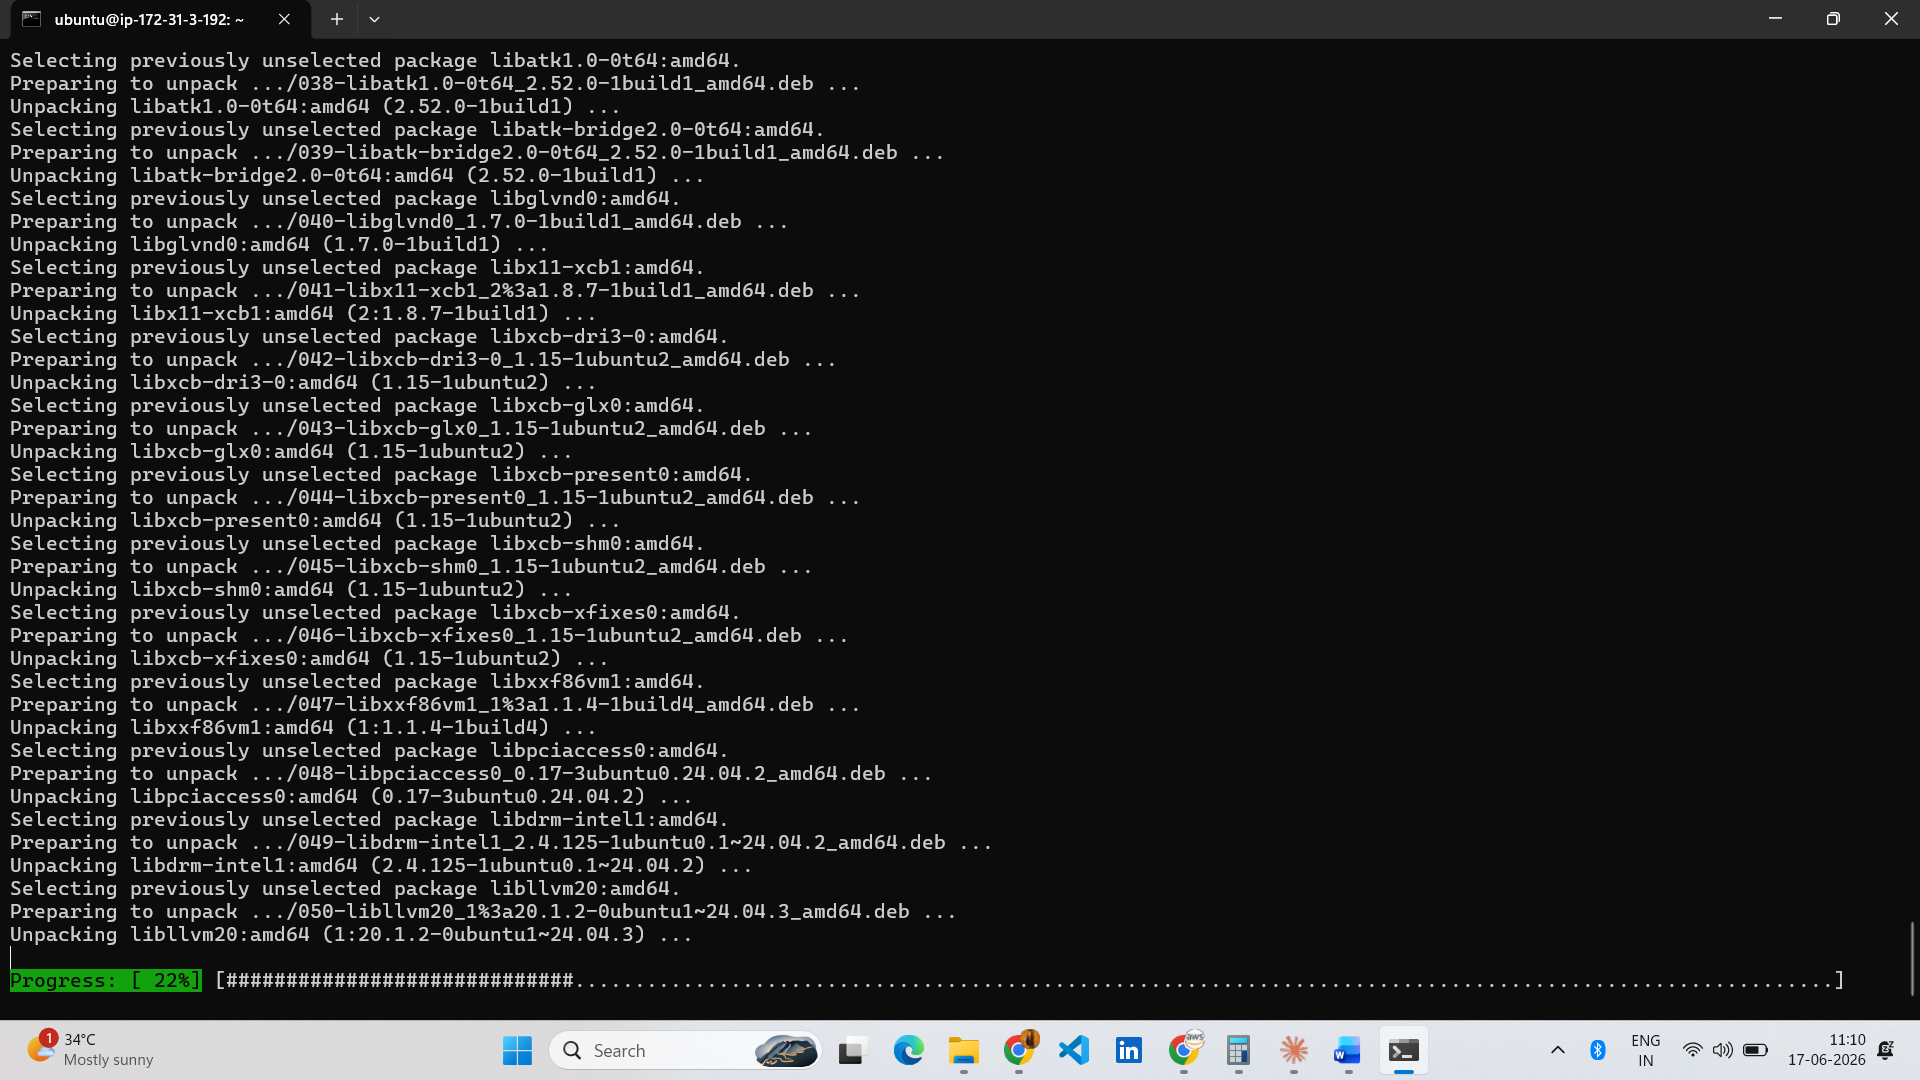 ubuntu@ip-172-31-3-192: ~
Selecting previously unselected package libatk1.0-0t64:amd64.
Preparing to unpack .../038-libatk1.0-0t64_2.52.0-1build1_amd64.deb ...
Unpacking libatk1.0-0t64:amd64 (2.52.0-1build1) ...
Selecting previously unselected package libatk-bridge2.0-0t64:amd64.
Preparing to unpack .../039-libatk-bridge2.0-0t64_2.52.0-1build1_amd64.deb ...
Unpacking libatk-bridge2.0-0t64:amd64 (2.52.0-1build1) ...
Selecting previously unselected package libglvnd0:amd64.
Preparing to unpack .../040-libglvnd0_1.7.0-1build1_amd64.deb ...
Unpacking libglvnd0:amd64 (1.7.0-1build1) ...
Selecting previously unselected package libx11-xcb1:amd64.
Preparing to unpack .../041-libx11-xcb1_2%3a1.8.7-1build1_amd64.deb ...
Unpacking libx11-xcb1:amd64 (2:1.8.7-1build1) ...
Selecting previously unselected package libxcb-dri3-0:amd64.
Preparing to unpack .../042-libxcb-dri3-0_1.15-1ubuntu2_amd64.deb ...
Unpacking libxcb-dri3-0:amd64 (1.15-1ubuntu2) ...
Selecting previously unselected package libxcb-glx0:amd64.
Preparing to unpack .../043-libxcb-glx0_1.15-1ubuntu2_amd64.deb ...
Unpacking libxcb-glx0:amd64 (1.15-1ubuntu2) ...
Selecting previously unselected package libxcb-present0:amd64.
Preparing to unpack .../044-libxcb-present0_1.15-1ubuntu2_amd64.deb ...
Unpacking libxcb-present0:amd64 (1.15-1ubuntu2) ...
Selecting previously unselected package libxcb-shm0:amd64.
Preparing to unpack .../045-libxcb-shm0_1.15-1ubuntu2_amd64.deb ...
Unpacking libxcb-shm0:amd64 (1.15-1ubuntu2) ...
Selecting previously unselected package libxcb-xfixes0:amd64.
Preparing to unpack .../046-libxcb-xfixes0_1.15-1ubuntu2_amd64.deb ...
Unpacking libxcb-xfixes0:amd64 (1.15-1ubuntu2) ...
Selecting previously unselected package libxxf86vm1:amd64.
Preparing to unpack .../047-libxxf86vm1_1%3a1.1.4-1build4_amd64.deb ...
Unpacking libxxf86vm1:amd64 (1:1.1.4-1build4) ...
Selecting previously unselected package libpciaccess0:amd64.
Preparing to unpack .../048-libpciaccess0_0.17-3ubuntu0.24.04.2_amd64.deb ...
Unpacking libpciaccess0:amd64 (0.17-3ubuntu0.24.04.2) ...
Selecting previously unselected package libdrm-intel1:amd64.
Preparing to unpack .../049-libdrm-intel1_2.4.125-1ubuntu0.1~24.04.2_amd64.deb ...
Unpacking libdrm-intel1:amd64 (2.4.125-1ubuntu0.1~24.04.2) ...
Selecting previously unselected package libllvm20:amd64.
Preparing to unpack .../050-libllvm20_1%3a20.1.2-0ubuntu1~24.04.3_amd64.deb ...
Unpacking libllvm20:amd64 (1:20.1.2-0ubuntu1~24.04.3) ...
Progress: [ 22%] [#############################.........................................................................................................]
1
34°C
Mostly sunny
Search
aws
in
W
ENG
IN
11:10
17-06-2026